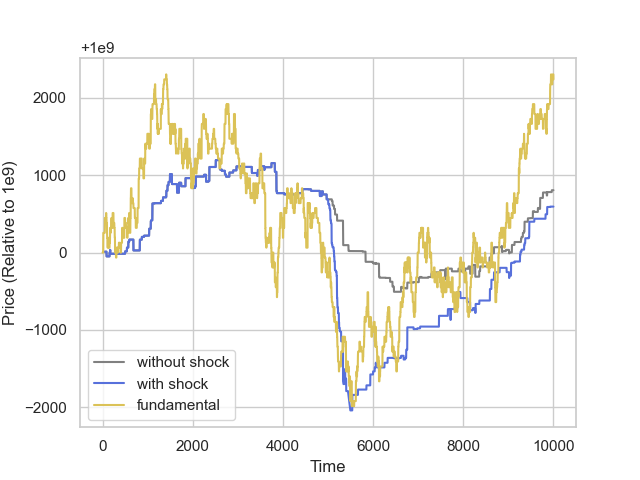 +1e9
2000
1000
0
−1000
−2000
Price (Relative to 1e9)
without shock
with shock
fundamental
0
2000
4000
6000
8000
10000
Time